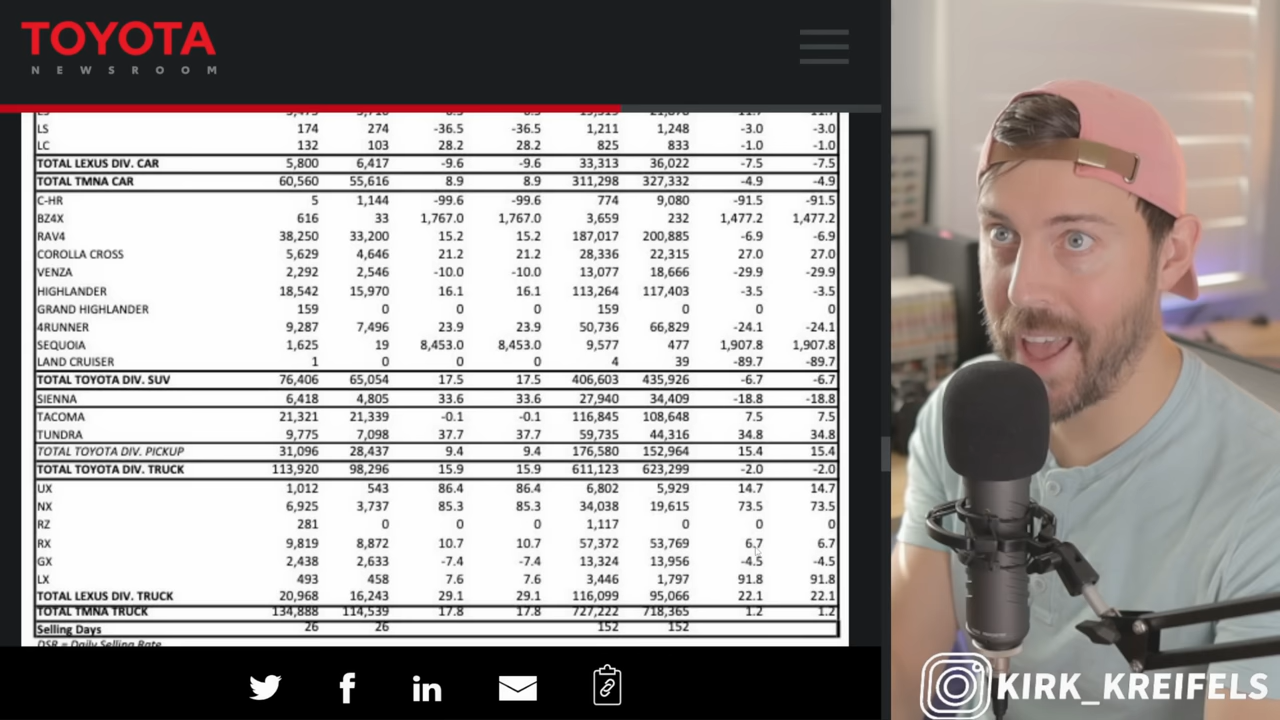 TOYOTA
NEWSROOM
LS 174 274 -36.5 -36.5 1,211 1,248 -3.0 -3.0
LC 132 103 28.2 28.2 825 833 -1.0 -1.0
TOTAL LEXUS DIV. CAR 5,800 6,417 -9.6 -9.6 33,313 36,022 -7.5 -7.5
TOTAL TMNA CAR 60,560 55,616 8.9 8.9 311,298 327,332 -4.9 -4.9
C-HR 5 1,144 -99.6 -99.6 774 9,080 -91.5 -91.5
BZ4X 616 33 1,767.0 1,767.0 3,659 232 1,477.2 1,477.2
RAV4 38,250 33,200 15.2 15.2 187,017 200,885 -6.9 -6.9
COROLLA CROSS 5,629 4,646 21.2 21.2 28,336 22,315 27.0 27.0
VENZA 2,292 2,546 -10.0 -10.0 13,077 18,666 -29.9 -29.9
HIGHLANDER 18,542 15,970 16.1 16.1 113,264 117,403 -3.5 -3.5
GRAND HIGHLANDER 159 0 0 0 159 0 0 0
4RUNNER 9,287 7,496 23.9 23.9 50,736 66,829 -24.1 -24.1
SEQUOIA 1,625 19 8,453.0 8,453.0 9,577 477 1,907.8 1,907.8
LAND CRUISER 1 0 0 0 4 39 -89.7 -89.7
TOTAL TOYOTA DIV. SUV 76,406 65,054 17.5 17.5 406,603 435,926 -6.7 -6.7
SIENNA 6,418 4,805 33.6 33.6 27,940 34,409 -18.8 -18.8
TACOMA 21,321 21,339 -0.1 -0.1 116,845 108,648 7.5 7.5
TUNDRA 9,775 7,098 37.7 37.7 59,735 44,316 34.8 34.8
TOTAL TOYOTA DIV. PICKUP 31,096 28,437 9.4 9.4 176,580 152,964 15.4 15.4
TOTAL TOYOTA DIV. TRUCK 113,920 98,296 15.9 15.9 611,123 623,299 -2.0 -2.0
UX 1,012 543 86.4 86.4 6,802 5,929 14.7 14.7
NX 6,925 3,737 85.3 85.3 34,038 19,615 73.5 73.5
RZ 281 0 0 0 1,117 0 0 0
RX 9,819 8,872 10.7 10.7 57,372 53,769 6.7 6.7
GX 2,438 2,633 -7.4 -7.4 13,324 13,956 -4.5 -4.5
LX 493 458 7.6 7.6 3,446 1,797 91.8 91.8
TOTAL LEXUS DIV. TRUCK 20,968 16,243 29.1 29.1 116,099 95,066 22.1 22.1
TOTAL TMNA TRUCK 134,888 114,539 17.8 17.8 727,222 718,365 1.2 1.2
Selling Days 26 26 152 152
DSR = Daily Selling Rate
KIRK_KREIFELS